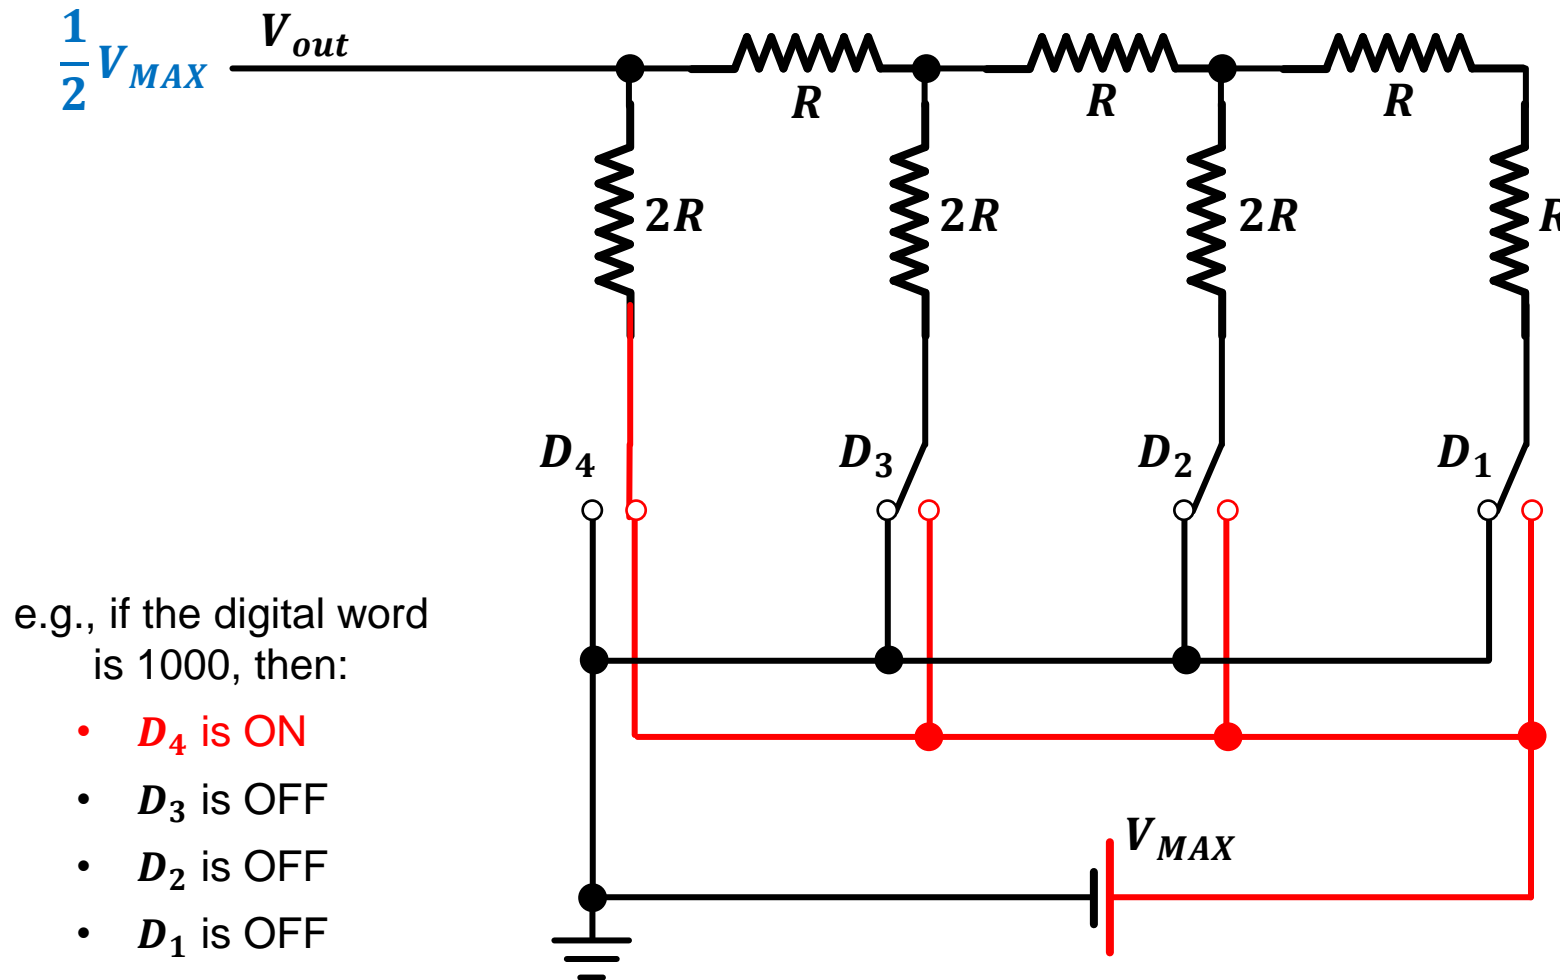 1/2 V_MAX V_out
R R R
2R 2R 2R R
D_4 D_3 D_2 D_1
e.g., if the digital word
is 1000, then:
• D_4 is ON
• D_3 is OFF
• D_2 is OFF
• D_1 is OFF
V_MAX